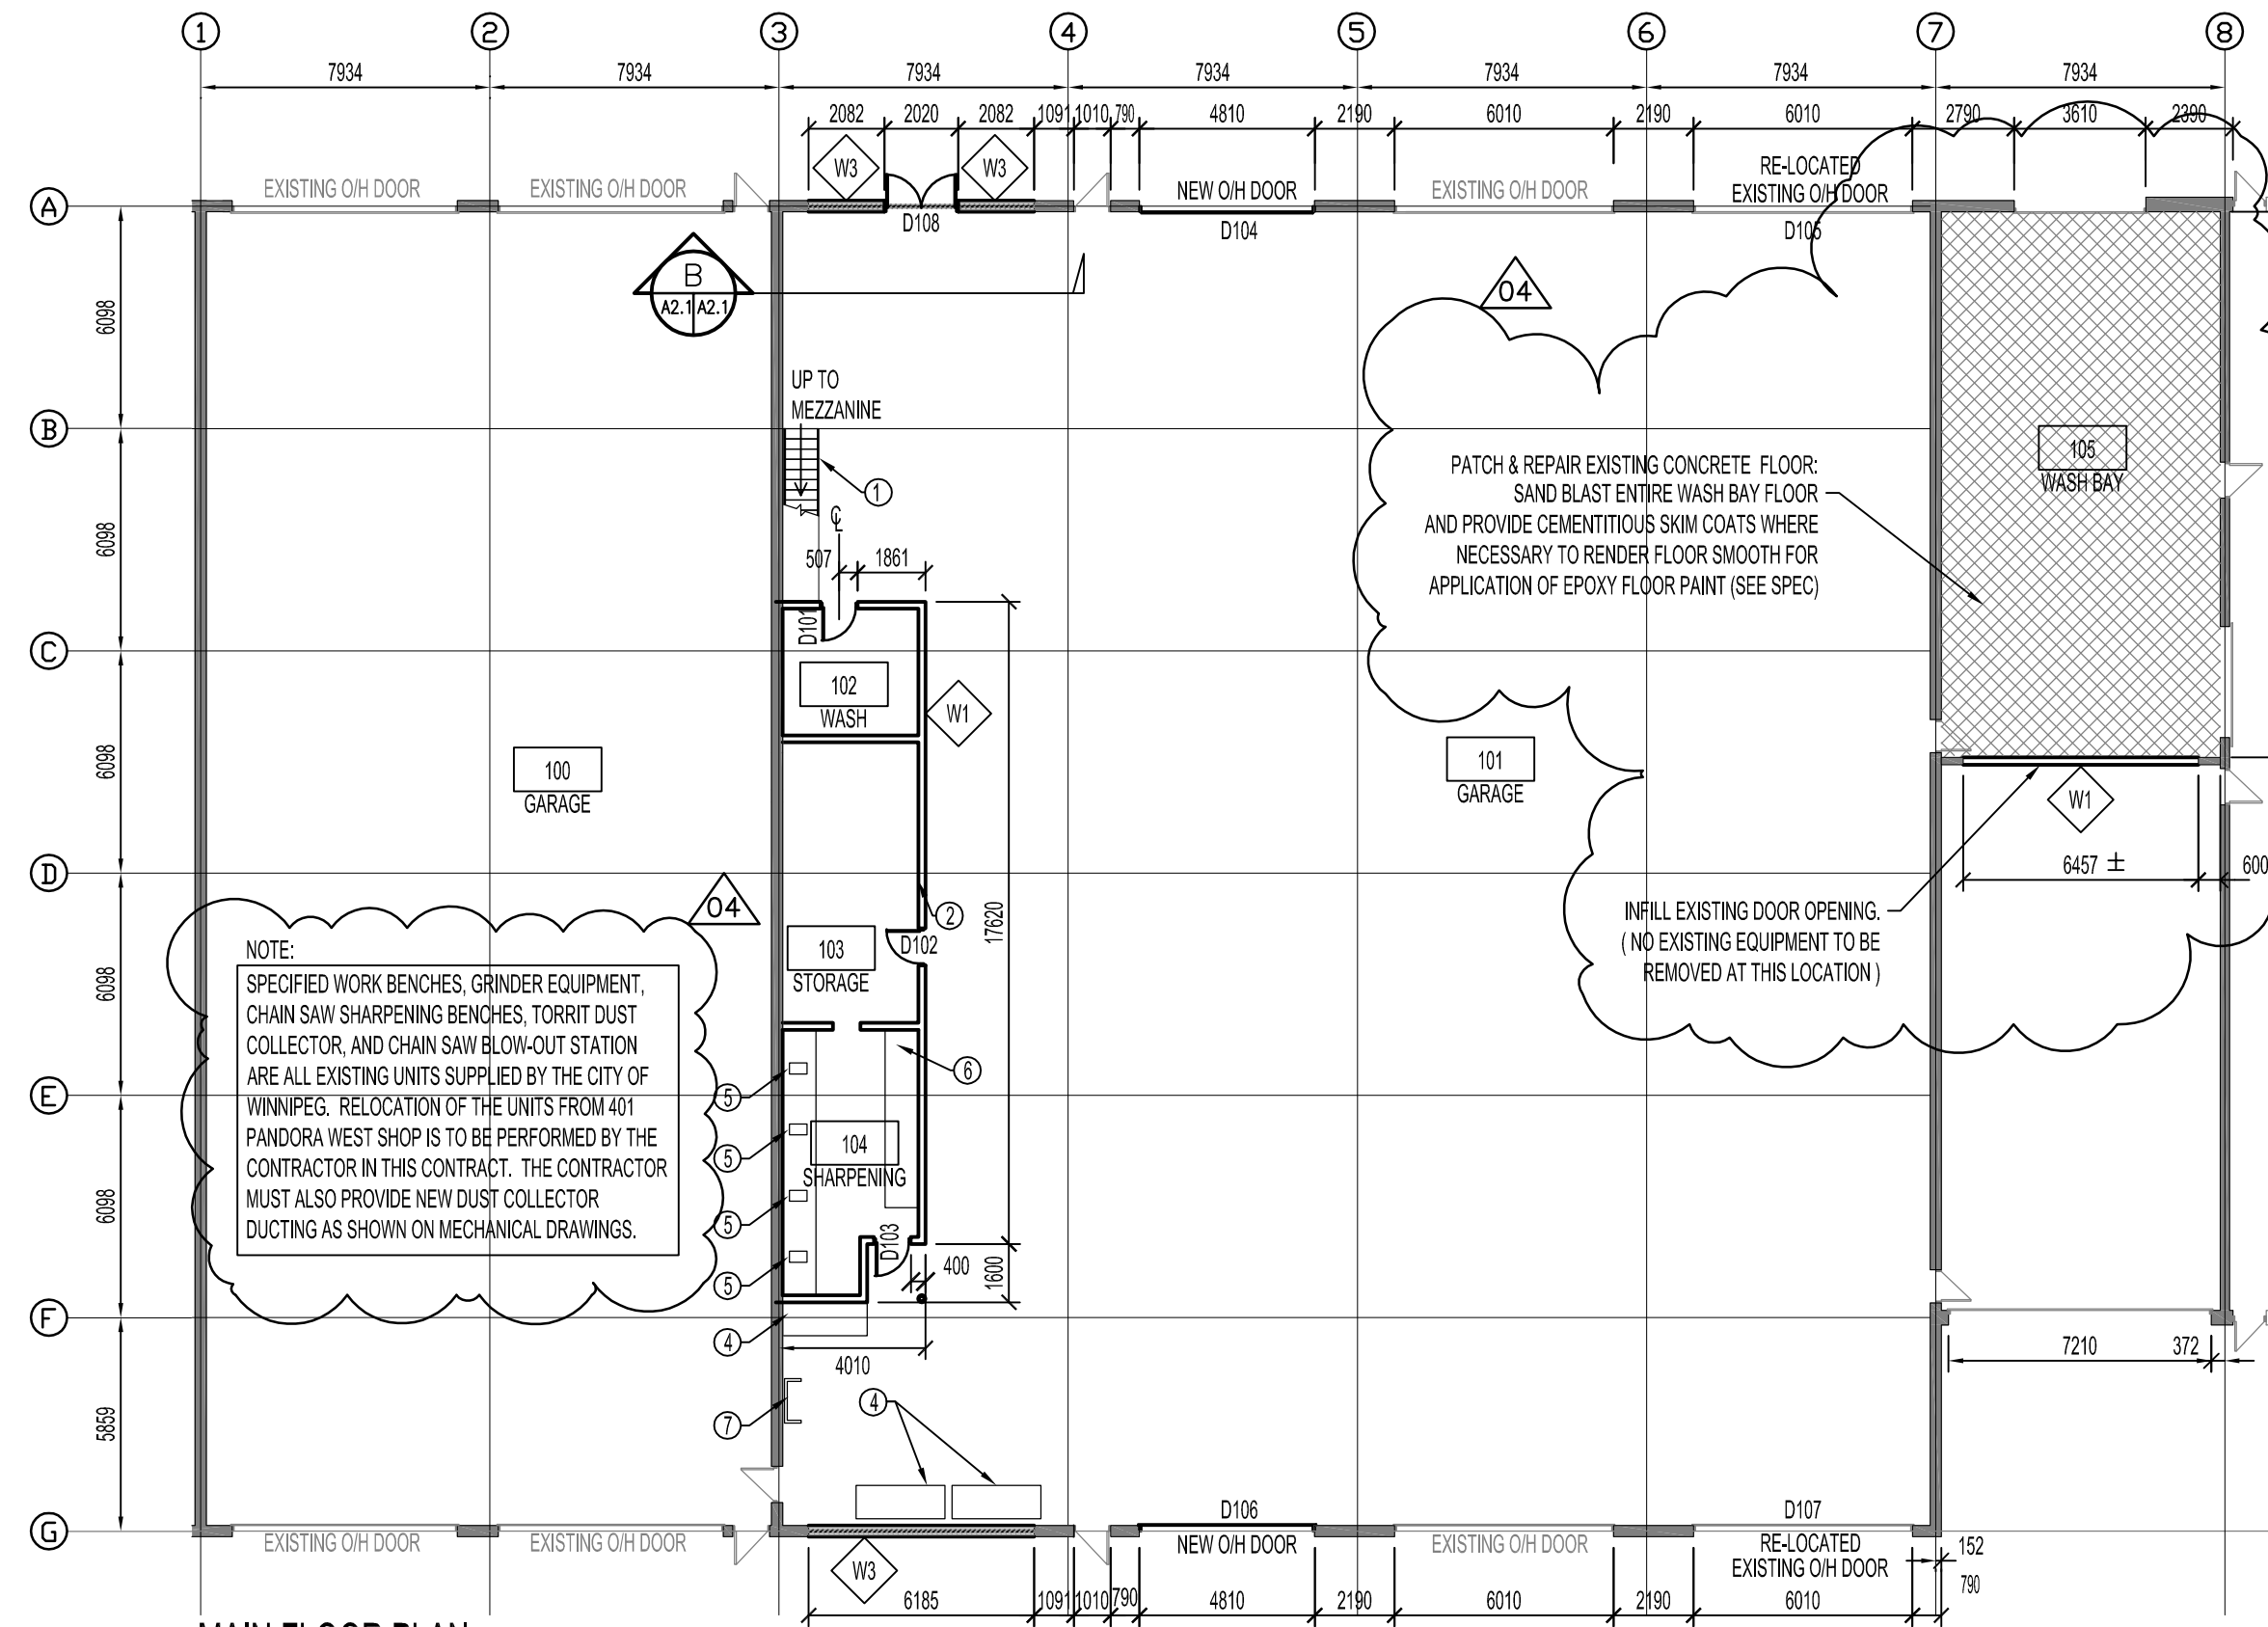 1 2 3 4 5 6 7 8
7934 7934 7934 7934 7934 7934 7934
2082 2020 2082 1091 1010 790 4810 2190 6010 2190 6010 2790 3610 2390
W3 W3
EXISTING O/H DOOR EXISTING O/H DOOR NEW O/H DOOR EXISTING O/H DOOR
RE-LOCATED
EXISTING O/H DOOR
A
D108 D104 D105
B
A2.1 A2.1
04
6098
UP TO
MEZZANINE
B
1
PATCH & REPAIR EXISTING CONCRETE FLOOR:
SAND BLAST ENTIRE WASH BAY FLOOR
AND PROVIDE CEMENTITIOUS SKIM COATS WHERE
NECESSARY TO RENDER FLOOR SMOOTH FOR
APPLICATION OF EPOXY FLOOR PAINT (SEE SPEC)
105
WASH BAY
6098
507 1861
D101
C
102
WASH
W1
6098
100
GARAGE
101
GARAGE
W1
6457 ± 600
D
04
2
17620
D102
103
STORAGE
INFILL EXISTING DOOR OPENING.
( NO EXISTING EQUIPMENT TO BE
REMOVED AT THIS LOCATION )
6098
NOTE:
SPECIFIED WORK BENCHES, GRINDER EQUIPMENT,
CHAIN SAW SHARPENING BENCHES, TORRIT DUST
COLLECTOR, AND CHAIN SAW BLOW-OUT STATION
ARE ALL EXISTING UNITS SUPPLIED BY THE CITY OF
WINNIPEG. RELOCATION OF THE UNITS FROM 401
PANDORA WEST SHOP IS TO BE PERFORMED BY THE
CONTRACTOR IN THIS CONTRACT. THE CONTRACTOR
MUST ALSO PROVIDE NEW DUST COLLECTOR
DUCTING AS SHOWN ON MECHANICAL DRAWINGS.
E
6
5
5
5
5
104
SHARPENING
6098
D103
400
1600
F
4
4010
7210 372
5859
7
4
G
D106 D107
EXISTING O/H DOOR EXISTING O/H DOOR NEW O/H DOOR EXISTING O/H DOOR
RE-LOCATED
EXISTING O/H DOOR
152
790
W3
6185 1091 1010 790 4810 2190 6010 2190 6010
MAIN FLOOR PLAN